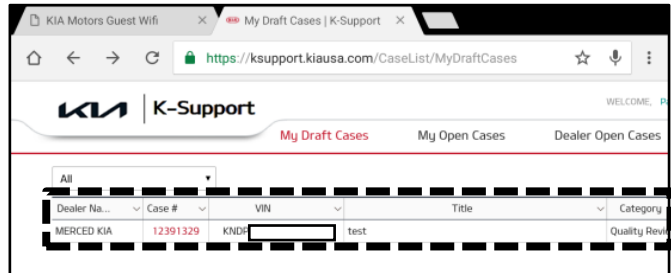 KIA Motors Guest Wifi
My Draft Cases | K-Support
https://ksupport.kiausa.com/CaseList/MyDraftCases
KIA | K-Support
WELCOME,
My Draft Cases My Open Cases Dealer Open Cases
All
Dealer Na... Case # VIN Title Category
MERCED KIA 12391329 KNDP test Quality